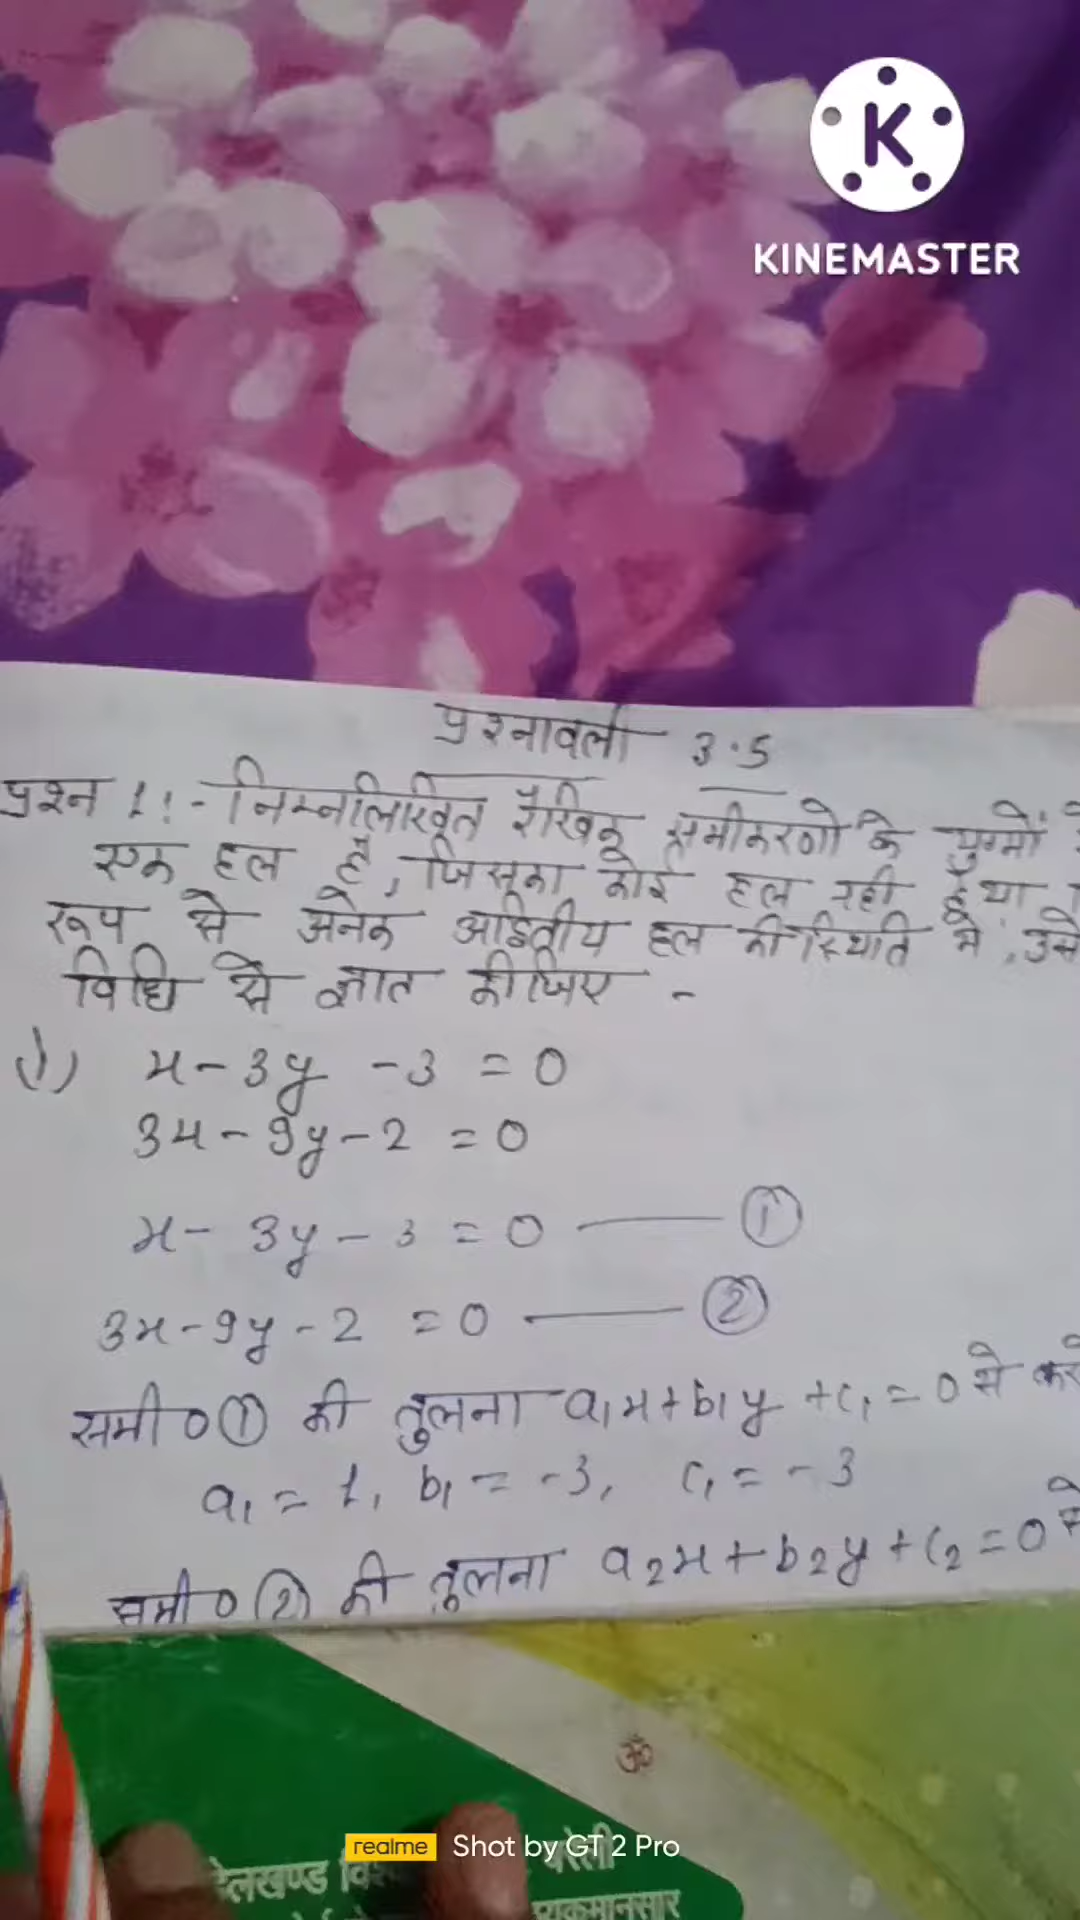 K
KINEMASTER
प्रश्नावली 3.5
प्रश्न 1:- निम्नलिखित रैखिक समीकरणो के युग्मों
एक हल है, जिसका कोई हल नही है या
रूप से अनेक अद्वितीय हल की स्थिति में, उसे
विधि से ज्ञात कीजिए -
1) x - 3y - 3 = 0
3x - 9y - 2 = 0
x - 3y - 3 = 0 — ①
3x - 9y - 2 = 0 — ②
समी० ① की तुलना a₁x + b₁y + c₁ = 0 से
a₁ = 1, b₁ = -3, c₁ = -3
समी० ② की तुलना a₂x + b₂y + c₂ = 0 से
ॐ
realme Shot by GT 2 Pro
बरेली